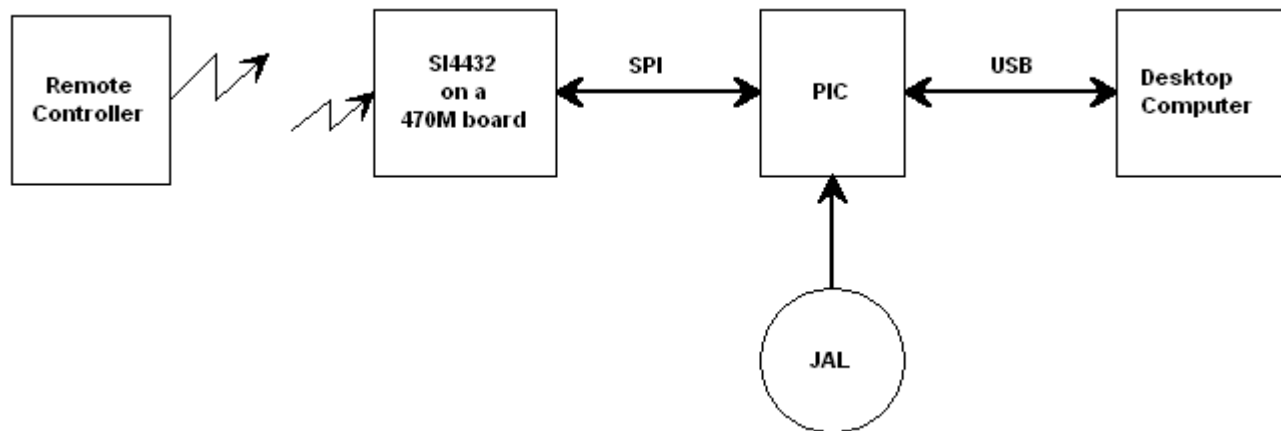 Remote
Controller
SI4432
on a
470M board
SPI
PIC
USB
Desktop
Computer
JAL